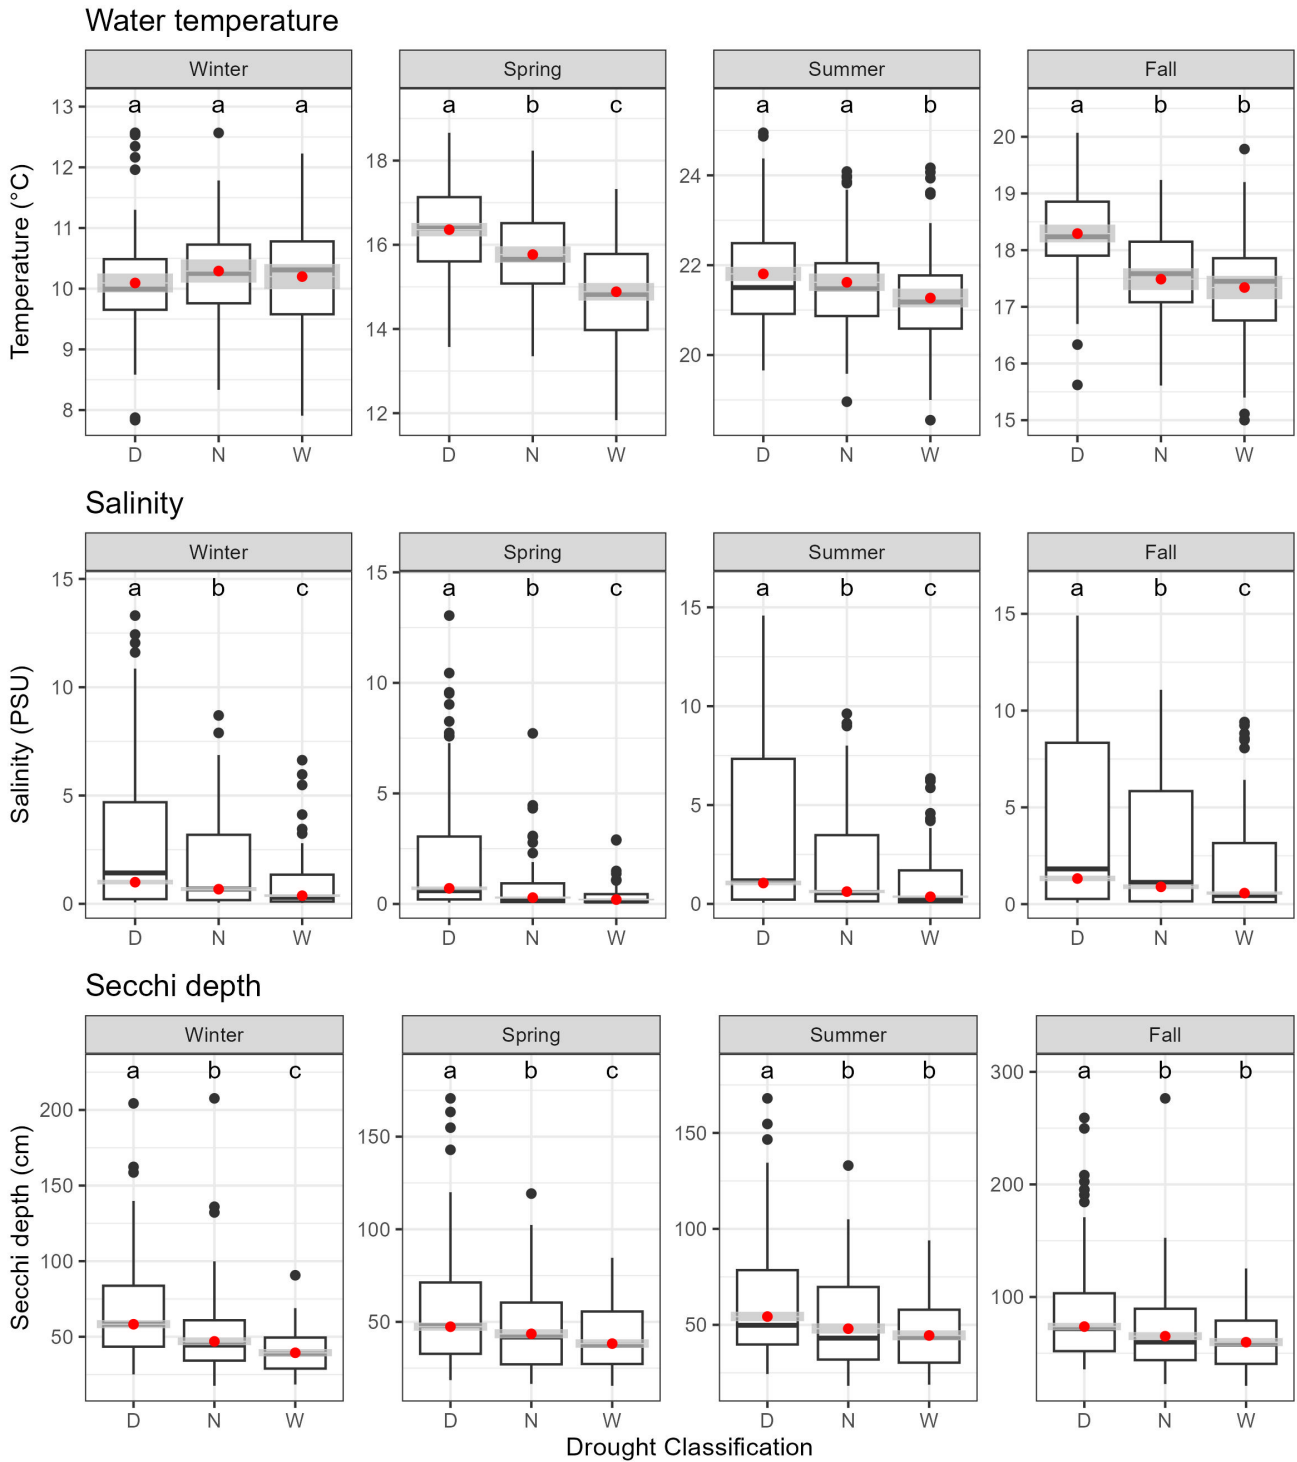 Water temperature
Winter Spring Summer Fall
a a a a b c a a b a b b
Temperature (°C)
13 12 11 10 9 8
18 16 14 12
24 22 20
20 19 18 17 16 15
D N W D N W D N W D N W
Salinity
Winter Spring Summer Fall
a b c a b c a b c a b c
Salinity (PSU)
15 10 5 0
15 10 5 0
15 10 5 0
15 10 5 0
D N W D N W D N W D N W
Secchi depth
Winter Spring Summer Fall
a b c a b c a b b a b b
Secchi depth (cm)
200 150 100 50
150 100 50
150 100 50
300 200 100
D N W D N W D N W D N W
Drought Classification